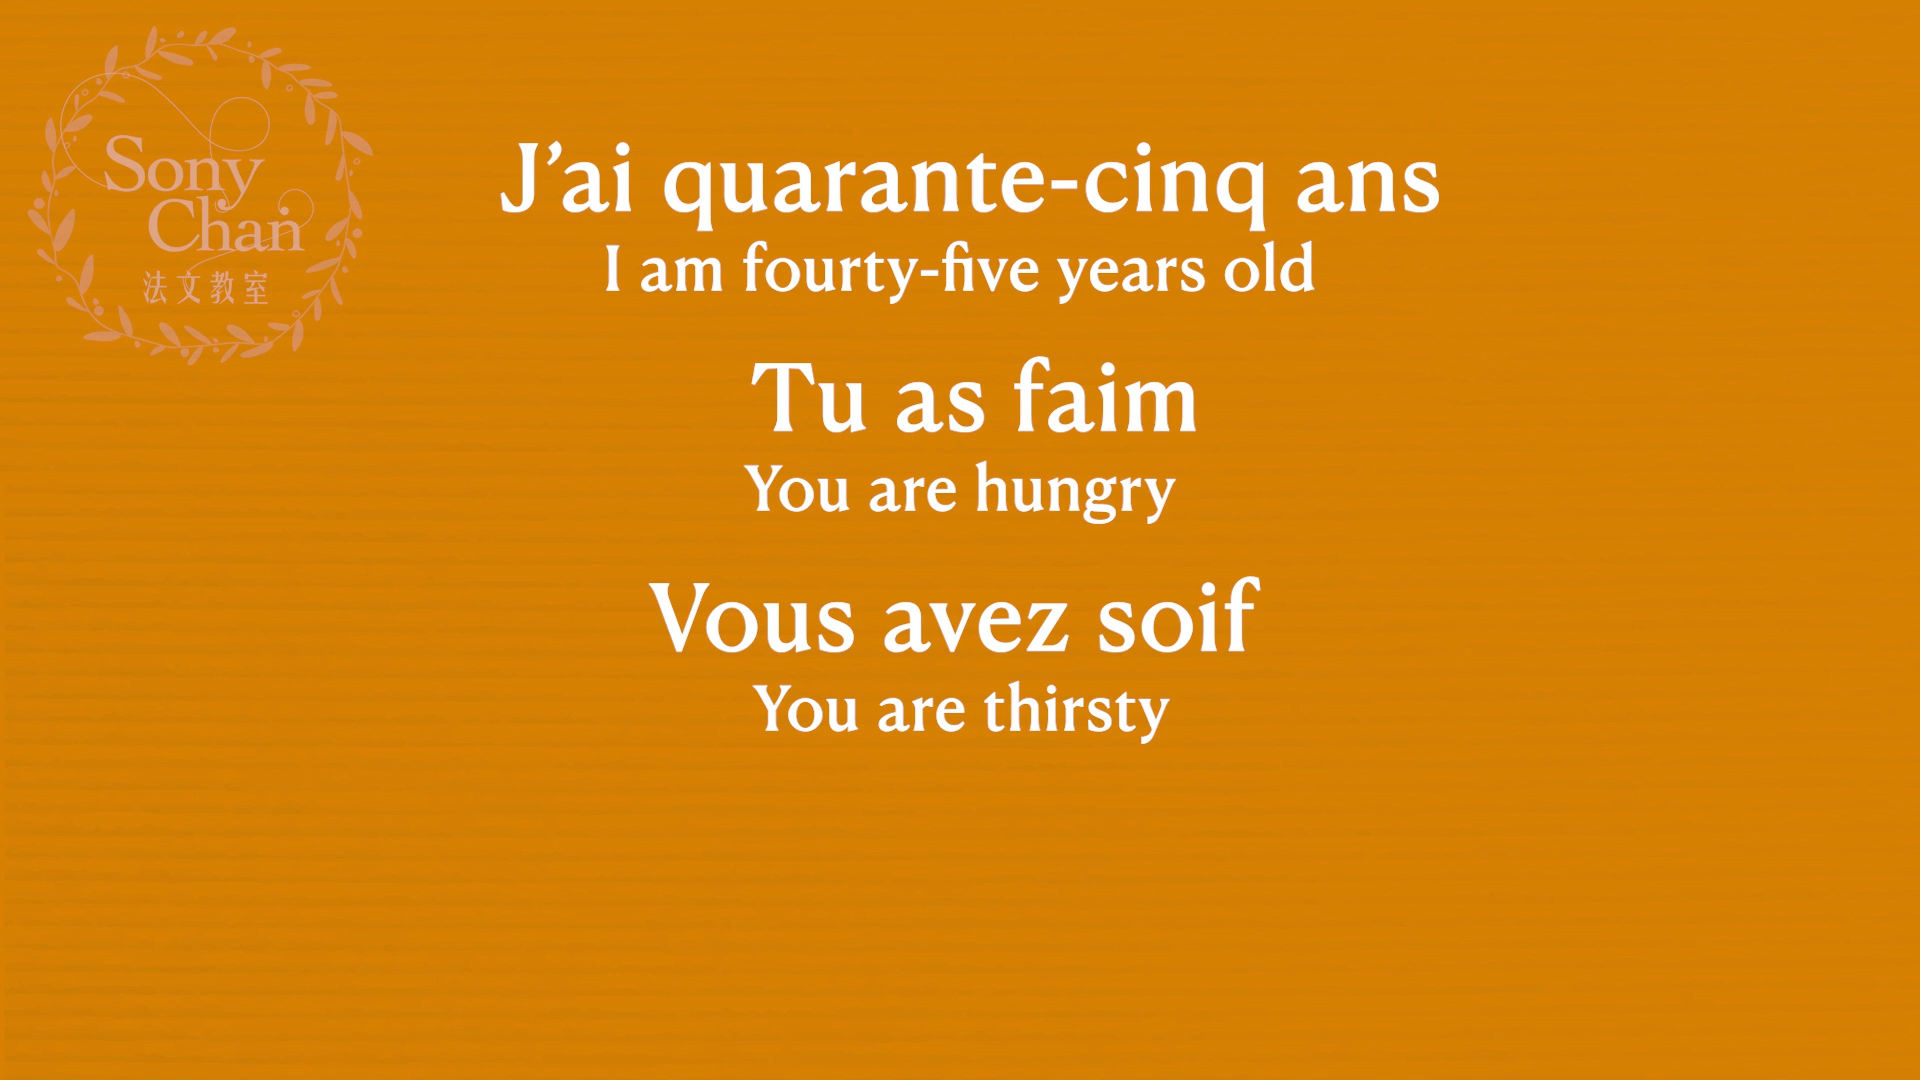 Sony
Chan
法文教室
J’ai quarante-cinq ans
I am fourty-five years old
Tu as faim
You are hungry
Vous avez soif
You are thirsty